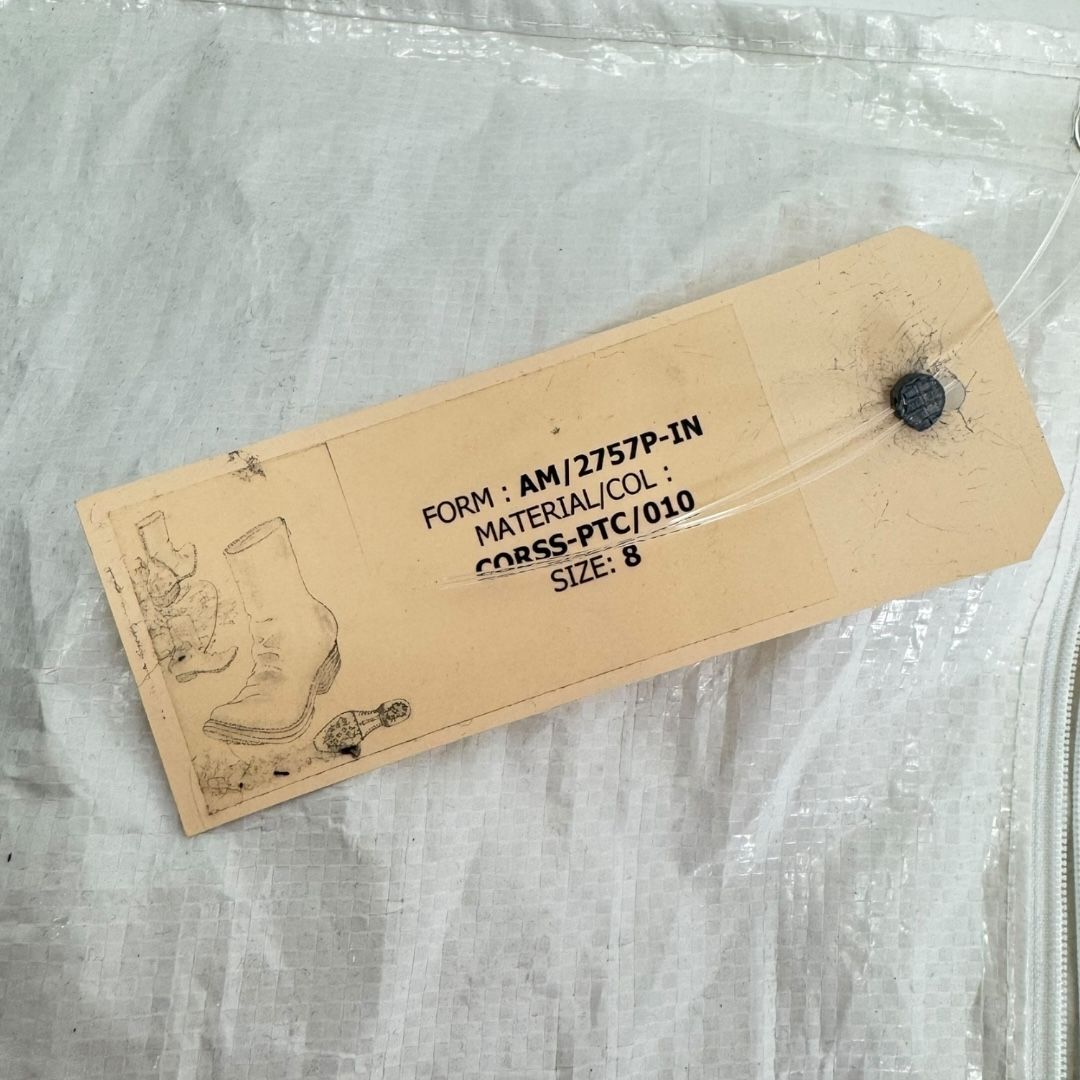 FORM : AM/2757P-IN
MATERIAL/COL :
CORSS-PTC/010
SIZE: 8